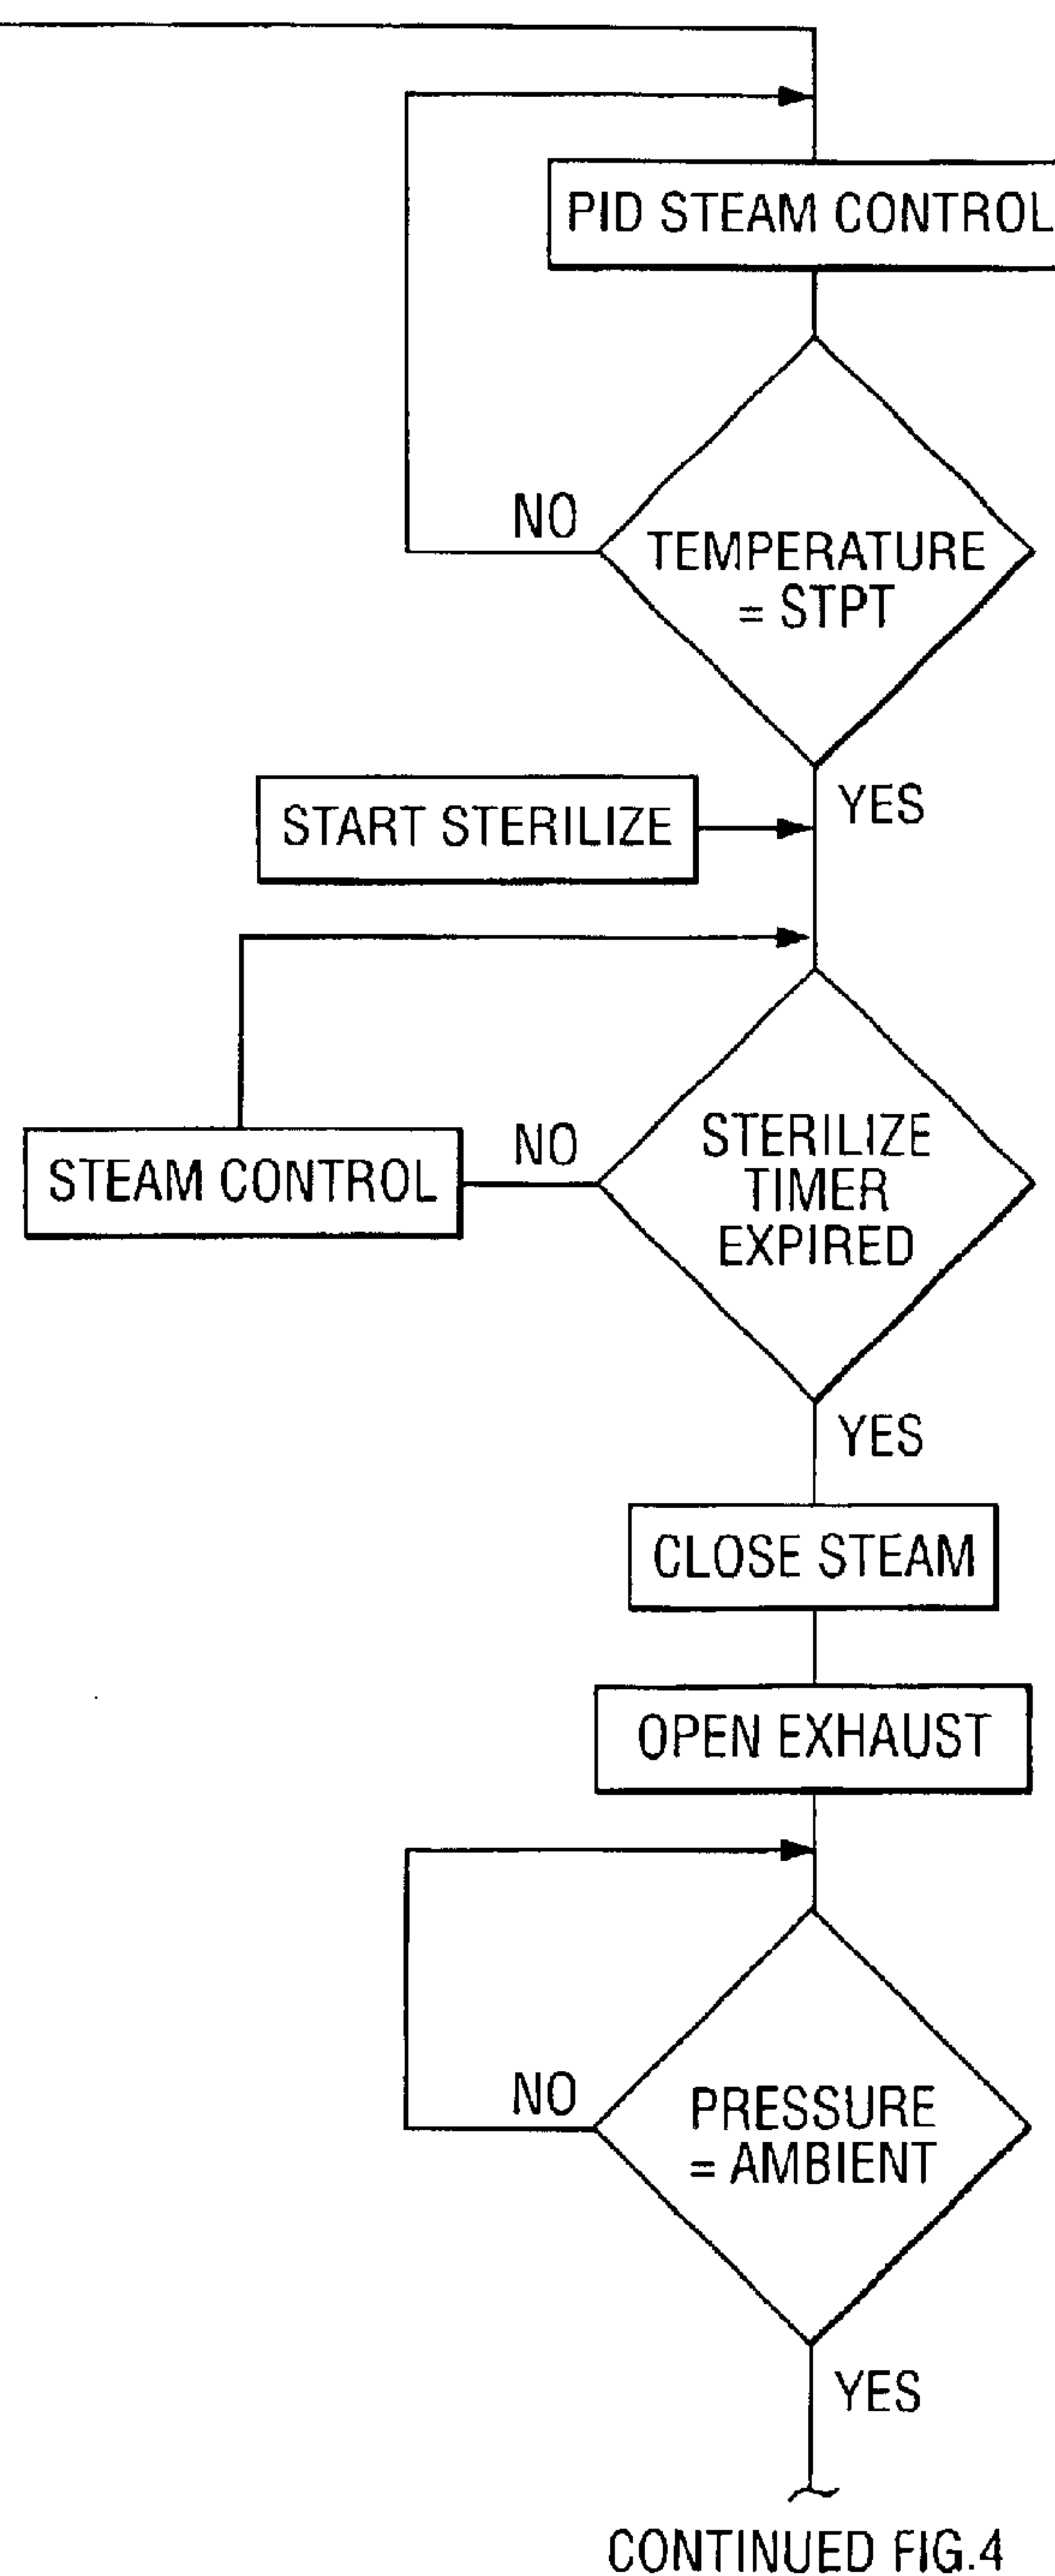 PID STEAM CONTROL
NO
TEMPERATURE
= STPT
YES
START STERILIZE
NO
STERILIZE
TIMER
EXPIRED
STEAM CONTROL
YES
CLOSE STEAM
OPEN EXHAUST
NO
PRESSURE
= AMBIENT
YES
CONTINUED FIG.4